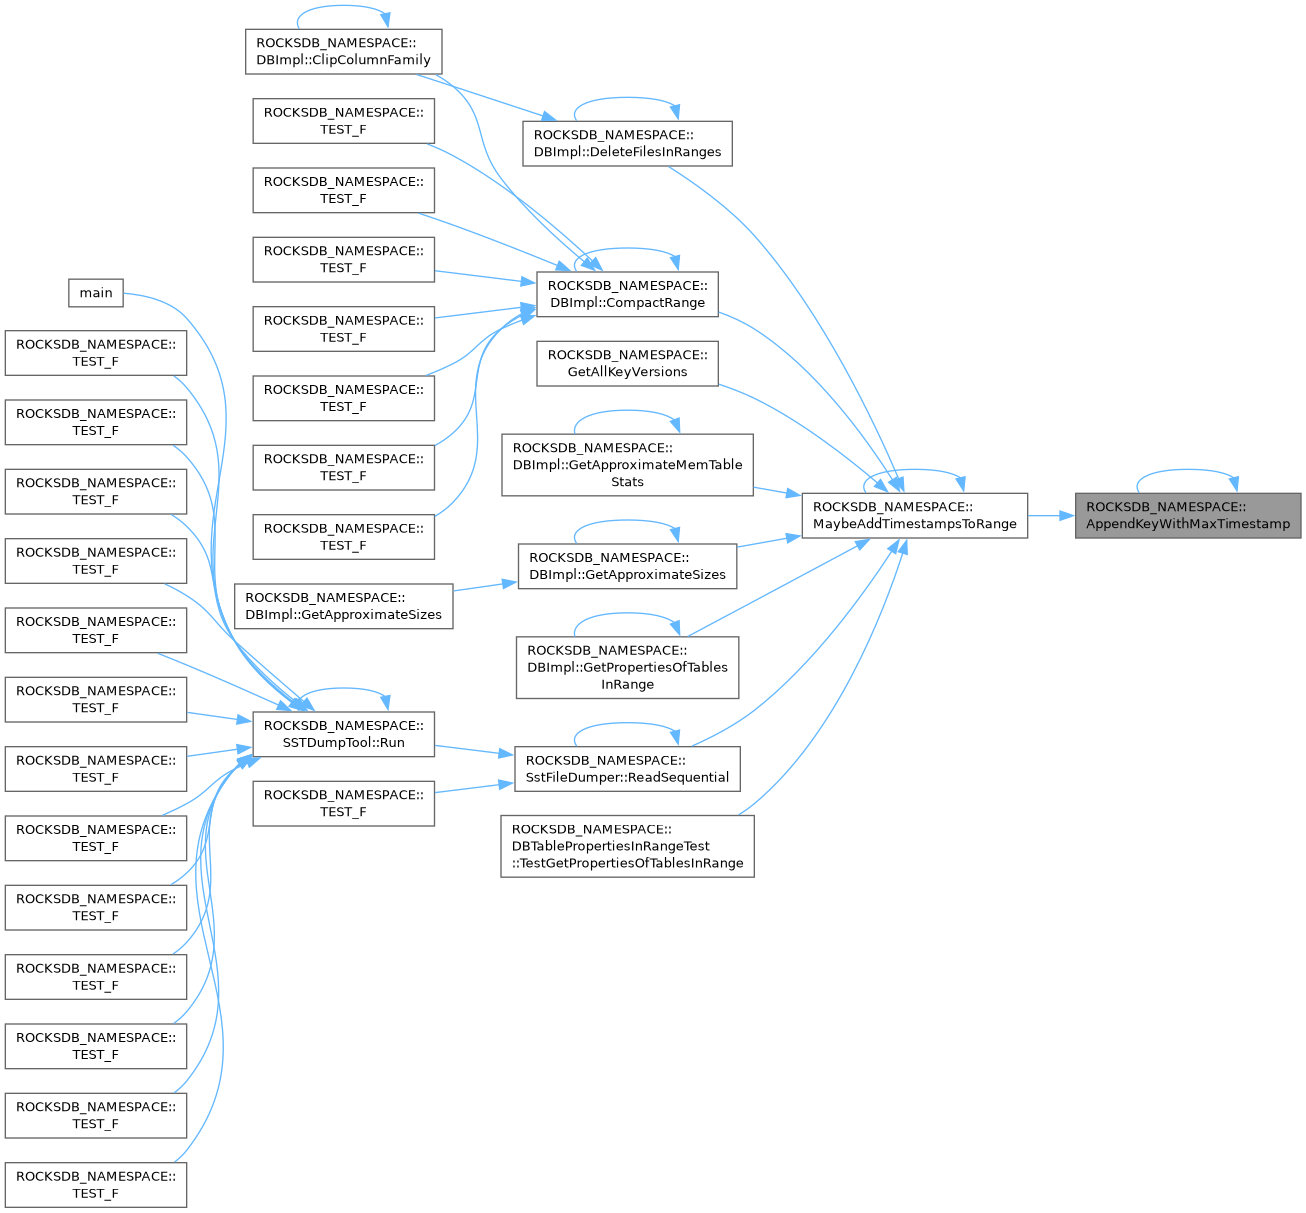 ROCKSDB_NAMESPACE::
DBImpl::ClipColumnFamily
ROCKSDB_NAMESPACE::
TEST_F
ROCKSDB_NAMESPACE::
TEST_F
ROCKSDB_NAMESPACE::
TEST_F
ROCKSDB_NAMESPACE::
TEST_F
ROCKSDB_NAMESPACE::
TEST_F
ROCKSDB_NAMESPACE::
TEST_F
ROCKSDB_NAMESPACE::
TEST_F
ROCKSDB_NAMESPACE::
DBImpl::GetApproximateSizes
main
ROCKSDB_NAMESPACE::
TEST_F
ROCKSDB_NAMESPACE::
TEST_F
ROCKSDB_NAMESPACE::
TEST_F
ROCKSDB_NAMESPACE::
TEST_F
ROCKSDB_NAMESPACE::
TEST_F
ROCKSDB_NAMESPACE::
TEST_F
ROCKSDB_NAMESPACE::
TEST_F
ROCKSDB_NAMESPACE::
TEST_F
ROCKSDB_NAMESPACE::
TEST_F
ROCKSDB_NAMESPACE::
TEST_F
ROCKSDB_NAMESPACE::
TEST_F
ROCKSDB_NAMESPACE::
TEST_F
ROCKSDB_NAMESPACE::
TEST_F
ROCKSDB_NAMESPACE::
SSTDumpTool::Run
ROCKSDB_NAMESPACE::
TEST_F
ROCKSDB_NAMESPACE::
DBImpl::DeleteFilesInRanges
ROCKSDB_NAMESPACE::
DBImpl::CompactRange
ROCKSDB_NAMESPACE::
GetAllKeyVersions
ROCKSDB_NAMESPACE::
DBImpl::GetApproximateMemTable
Stats
ROCKSDB_NAMESPACE::
DBImpl::GetApproximateSizes
ROCKSDB_NAMESPACE::
DBImpl::GetPropertiesOfTables
InRange
ROCKSDB_NAMESPACE::
SstFileDumper::ReadSequential
ROCKSDB_NAMESPACE::
DBTablePropertiesInRangeTest
::TestGetPropertiesOfTablesInRange
ROCKSDB_NAMESPACE::
MaybeAddTimestampsToRange
ROCKSDB_NAMESPACE::
AppendKeyWithMaxTimestamp